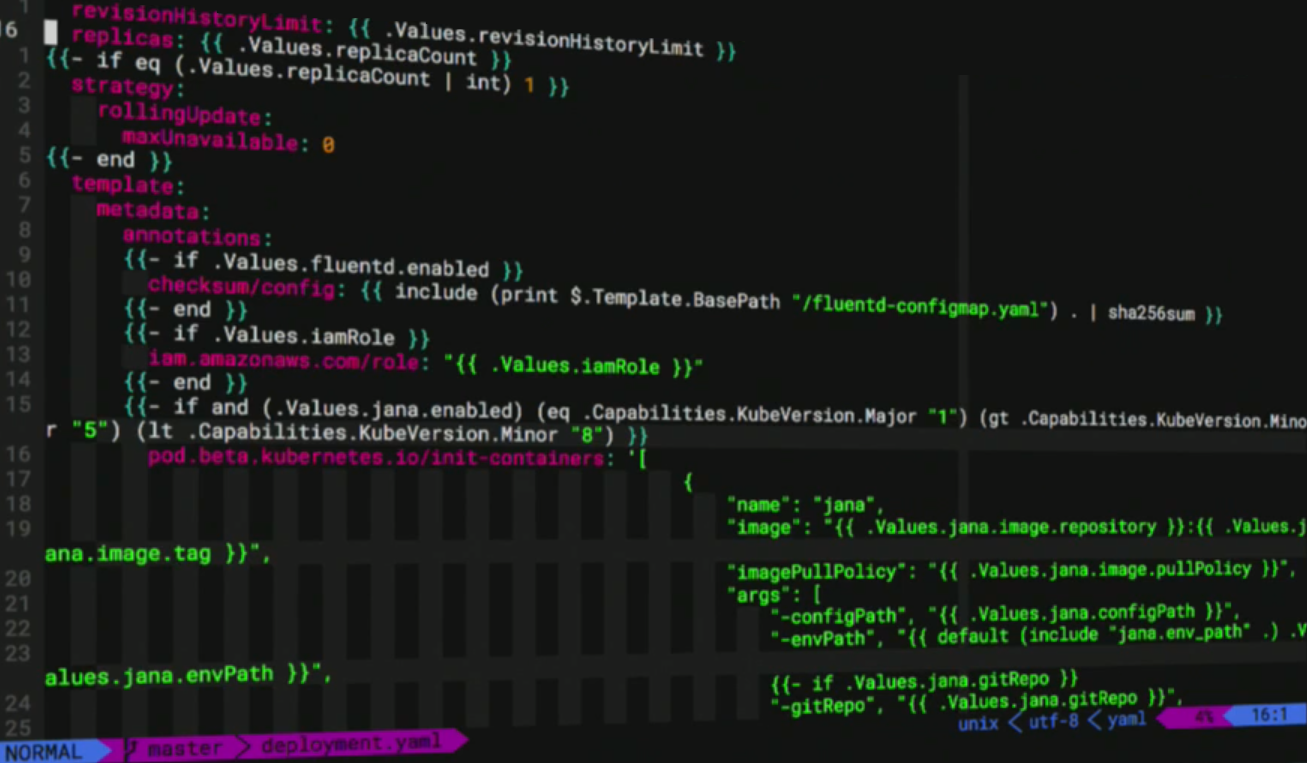 1 revisionHistoryLimit: {{ .Values.revisionHistoryLimit }}
16 replicas: {{ .Values.replicaCount }}
1 {{- if eq (.Values.replicaCount | int) 1 }}
2 strategy:
3 rollingUpdate:
4 maxUnavailable: 0
5 {{- end }}
6 template:
7 metadata:
8 annotations:
9 {{- if .Values.fluentd.enabled }}
10 checksum/config: {{ include (print $.Template.BasePath "/fluentd-configmap.yaml") . | sha256sum }}
11 {{- end }}
12 {{- if .Values.iamRole }}
13 iam.amazonaws.com/role: "{{ .Values.iamRole }}"
14 {{- end }}
15 {{- if and (.Values.jana.enabled) (eq .Capabilities.KubeVersion.Major "1") (gt .Capabilities.KubeVersion.Mino
r "5") (lt .Capabilities.KubeVersion.Minor "8") }}
16 pod.beta.kubernetes.io/init-containers: '[
17 {
18 "name": "jana",
19 "image": "{{ .Values.jana.image.repository }}:{{ .Values.j
ana.image.tag }}",
20 "imagePullPolicy": "{{ .Values.jana.image.pullPolicy }}",
21 "args": [
22 "-configPath", "{{ .Values.jana.configPath }}",
23 "-envPath", "{{ default (include "jana.env_path" .) .V
alues.jana.envPath }}",
24 {{- if .Values.jana.gitRepo }}
25 "-gitRepo", "{{ .Values.jana.gitRepo }}",
NORMAL master > deployment.yaml unix < utf-8 < yaml 4% 16:1